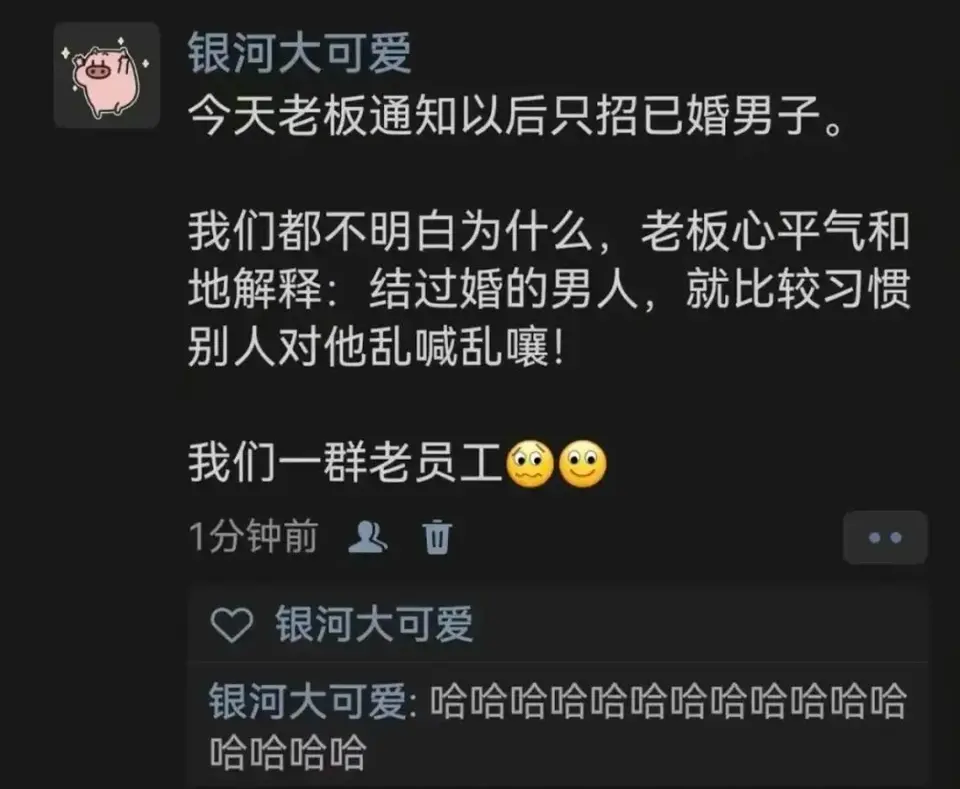 银河大可爱
今天老板通知以后只招已婚男子。
我们都不明白为什么，老板心平气和
地解释：结过婚的男人，就比较习惯
别人对他乱喊乱嚷！
我们一群老员工
1分钟前
银河大可爱
银河大可爱: 哈哈哈哈哈哈哈哈哈哈哈哈
哈哈哈哈